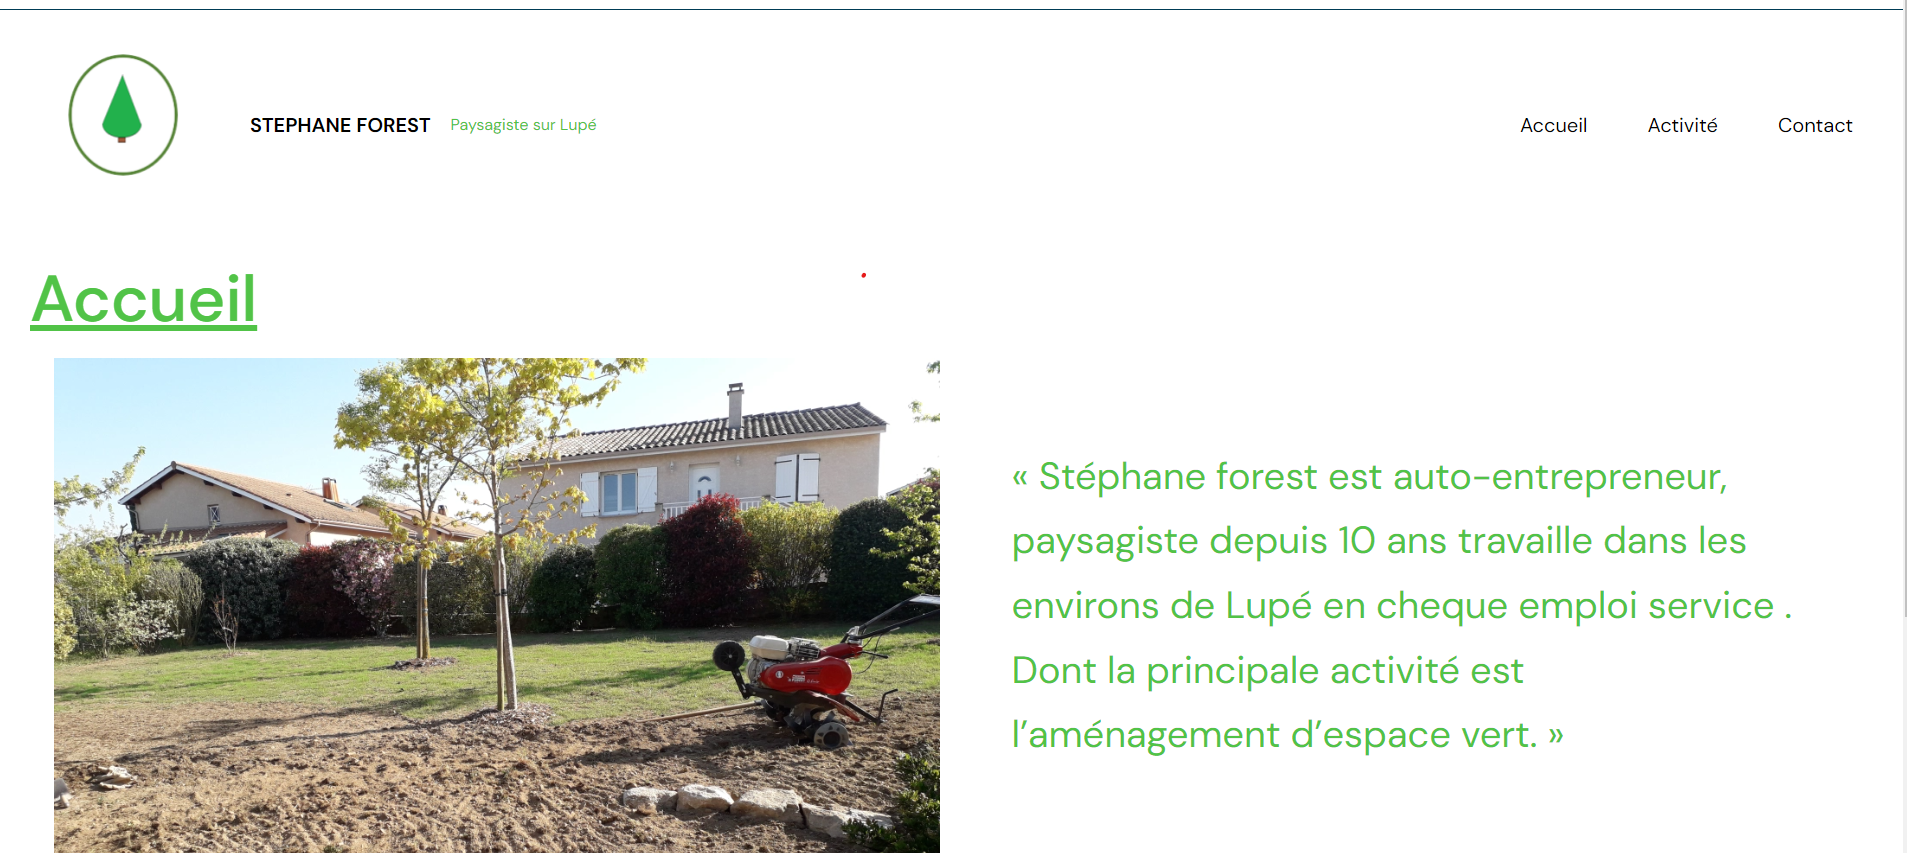 STEPHANE FOREST Paysagiste sur Lupé
Accueil Activité Contact
Accueil
« Stéphane forest est auto-entrepreneur,
paysagiste depuis 10 ans travaille dans les
environs de Lupé en cheque emploi service .
Dont la principale activité est
l’aménagement d’espace vert. »